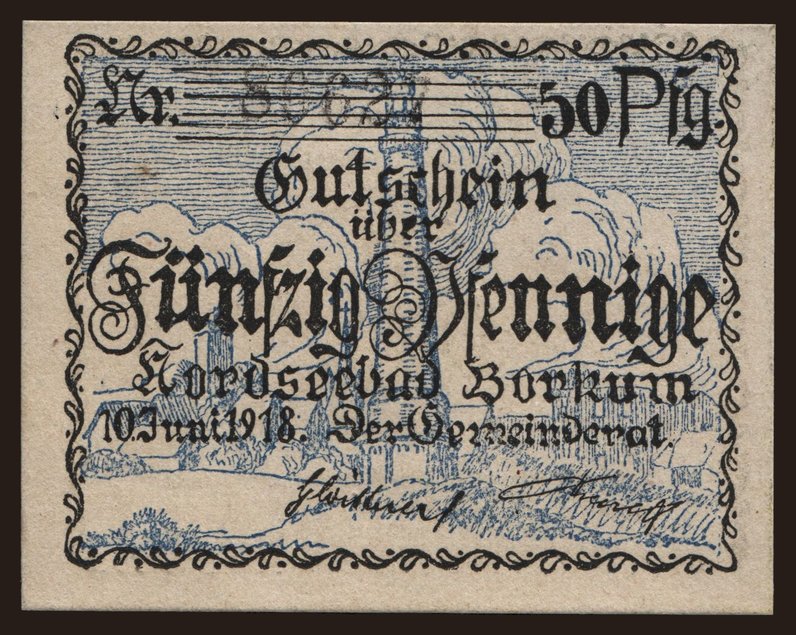 Nr. 50 Pfg.
Gutschein
über
Fünfzig Pfennige
Nordseebad Borkum
10. Juni 1918. Der Gemeinderat.